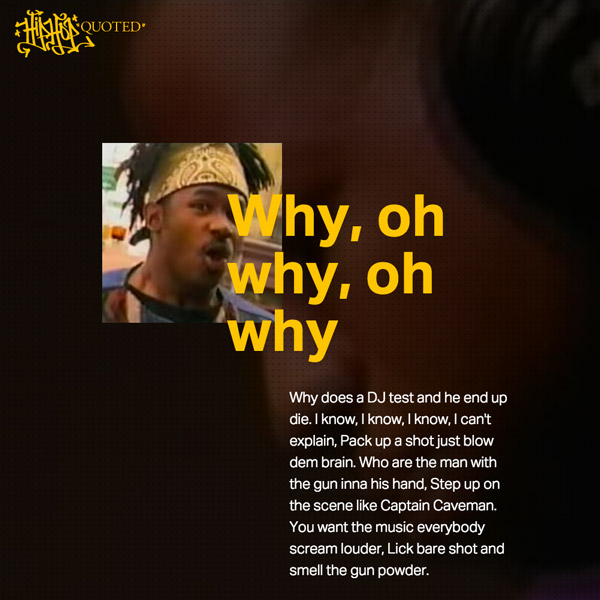 HipHop QUOTED"
Why, oh
why, oh
why
Why does a DJ test and he end up
die. I know, I know, I know, I can't
explain, Pack up a shot just blow
dem brain. Who are the man with
the gun inna his hand, Step up on
the scene like Captain Caveman.
You want the music everybody
scream louder, Lick bare shot and
smell the gun powder.